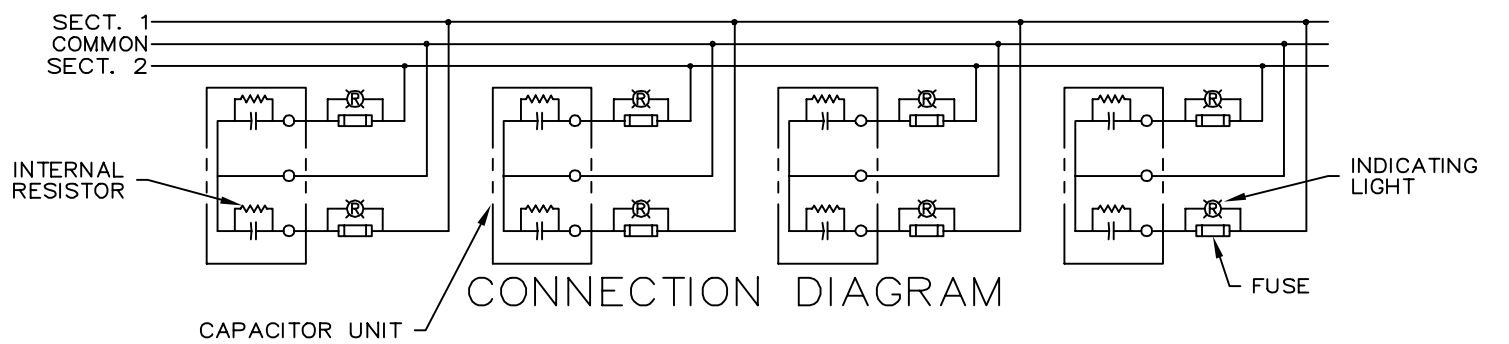 SECT. 1
COMMON
SECT. 2
R
R
R
R
INTERNAL
RESISTOR
INDICATING
LIGHT
R
R
R
R
FUSE
CONNECTION DIAGRAM
CAPACITOR UNIT